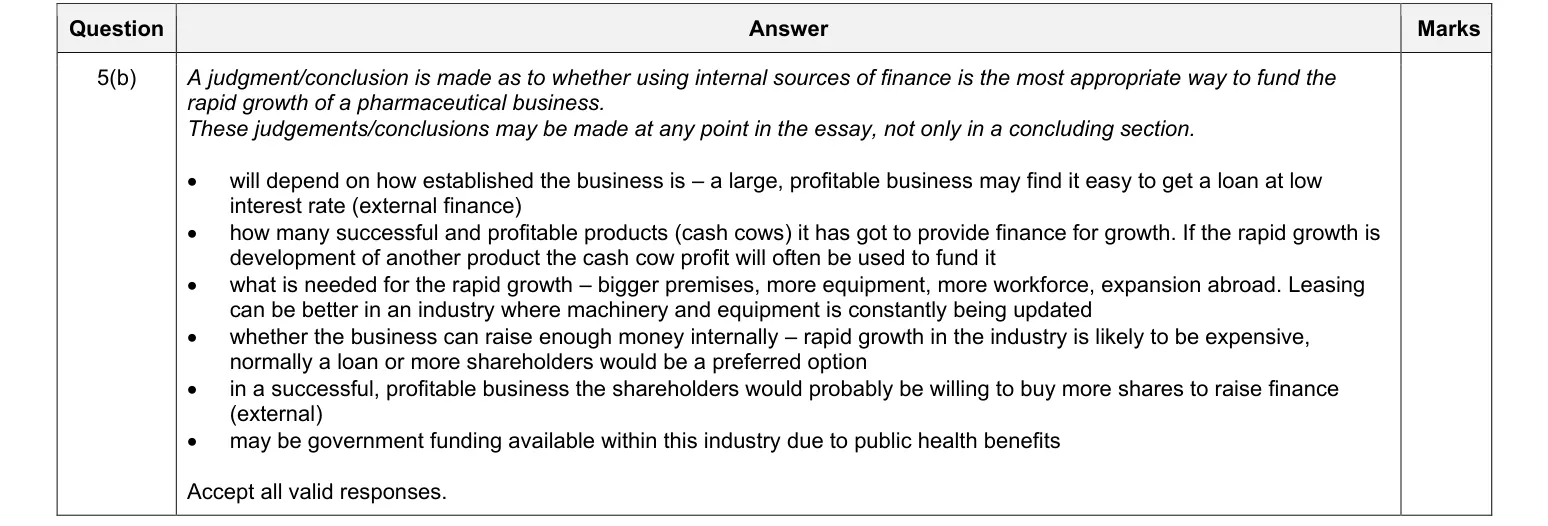 Question Answer Marks
5(b) A judgment/conclusion is made as to whether using internal sources of finance is the most appropriate way to fund the
rapid growth of a pharmaceutical business.
These judgements/conclusions may be made at any point in the essay, not only in a concluding section.
• will depend on how established the business is – a large, profitable business may find it easy to get a loan at low
interest rate (external finance)
• how many successful and profitable products (cash cows) it has got to provide finance for growth. If the rapid growth is
development of another product the cash cow profit will often be used to fund it
• what is needed for the rapid growth – bigger premises, more equipment, more workforce, expansion abroad. Leasing
can be better in an industry where machinery and equipment is constantly being updated
• whether the business can raise enough money internally – rapid growth in the industry is likely to be expensive,
normally a loan or more shareholders would be a preferred option
• in a successful, profitable business the shareholders would probably be willing to buy more shares to raise finance
(external)
• may be government funding available within this industry due to public health benefits
Accept all valid responses.